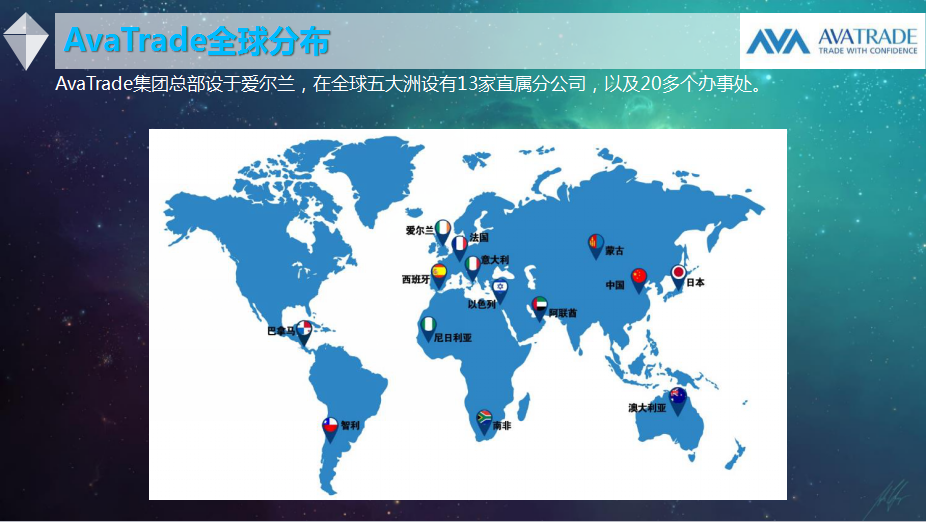 AvaTrade全球分布
AVATRADE
TRADE WITH CONFIDENCE
AvaTrade集团总部设于爱尔兰，在全球五大洲设有13家直属分公司，以及20多个办事处。
爱尔兰
法国
意大利
蒙古
西班牙
中国
日本
以色列
阿联酋
巴拿马
尼日利亚
澳大利亚
智利
南非